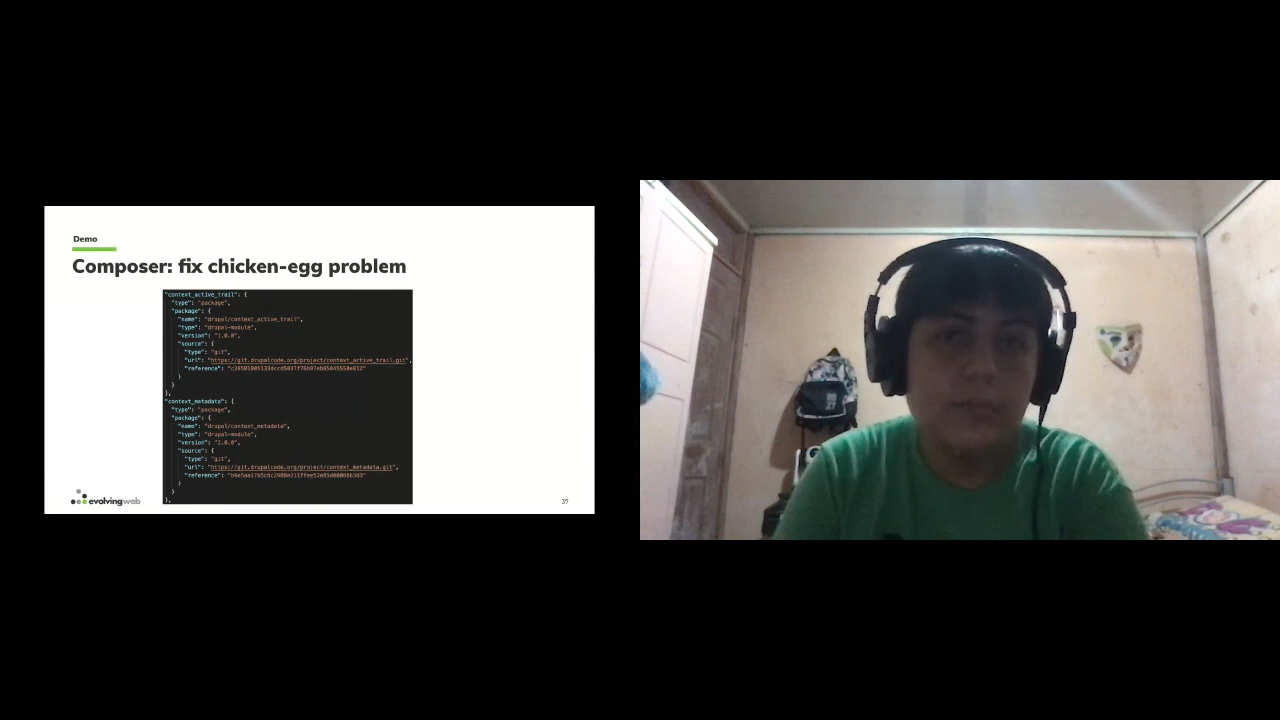 Demo
Composer: fix chicken-egg problem
"context_active_trail": {
"type": "package",
"package": {
"name": "drupal/context_active_trail",
"type": "drupal-module",
"version": "1.0.0",
"source": {
"type": "git",
"url": "https://git.drupalcode.org/project/context_active_trail.git",
"reference":
}
}
},
"context_metadata": {
"type": "package",
"package": {
"name": "drupal/context_metadata",
"type": "drupal-module",
"version": "2.0.0",
"source": {
"type": "git",
"url": "https://git.drupalcode.org/project/context_metadata.git",
"reference":
}
}
},
evolvingweb
37